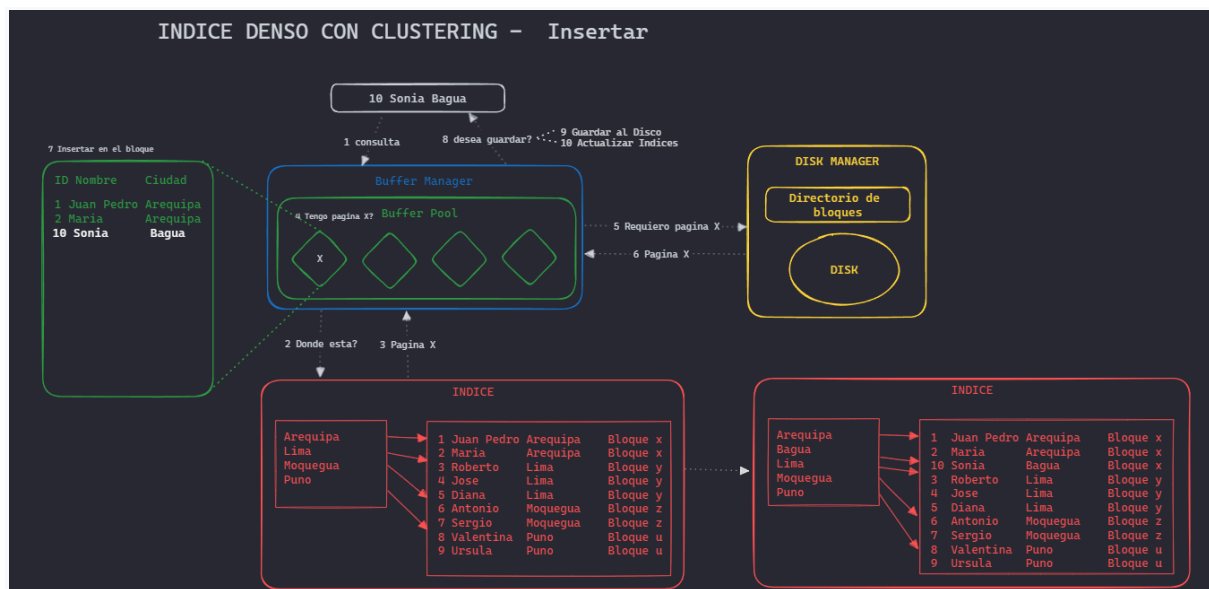 INDICE DENSO CON CLUSTERING - Insertar
10 Sonia Bagua
1 consulta
8 desea guardar?
9 Guardar al Disco
10 Actualizar Indices
7 Insertar en el bloque
ID Nombre Ciudad
1 Juan Pedro Arequipa
2 Maria Arequipa
10 Sonia Bagua
Buffer Manager
4 Tengo pagina X?
Buffer Pool
X
5 Requiero pagina X
6 Pagina X
DISK MANAGER
Directorio de
bloques
DISK
2 Donde esta?
3 Pagina X
INDICE
Arequipa
Lima
Moquegua
Puno
1 Juan Pedro Arequipa Bloque x
2 Maria Arequipa Bloque x
3 Roberto Lima Bloque y
4 Jose Lima Bloque y
5 Diana Lima Bloque y
6 Antonio Moquegua Bloque z
7 Sergio Moquegua Bloque z
8 Valentina Puno Bloque u
9 Ursula Puno Bloque u
INDICE
Arequipa
Bagua
Lima
Moquegua
Puno
1 Juan Pedro Arequipa Bloque x
2 Maria Arequipa Bloque x
10 Sonia Bagua Bloque x
3 Roberto Lima Bloque y
4 Jose Lima Bloque y
5 Diana Lima Bloque y
6 Antonio Moquegua Bloque z
7 Sergio Moquegua Bloque z
8 Valentina Puno Bloque u
9 Ursula Puno Bloque u